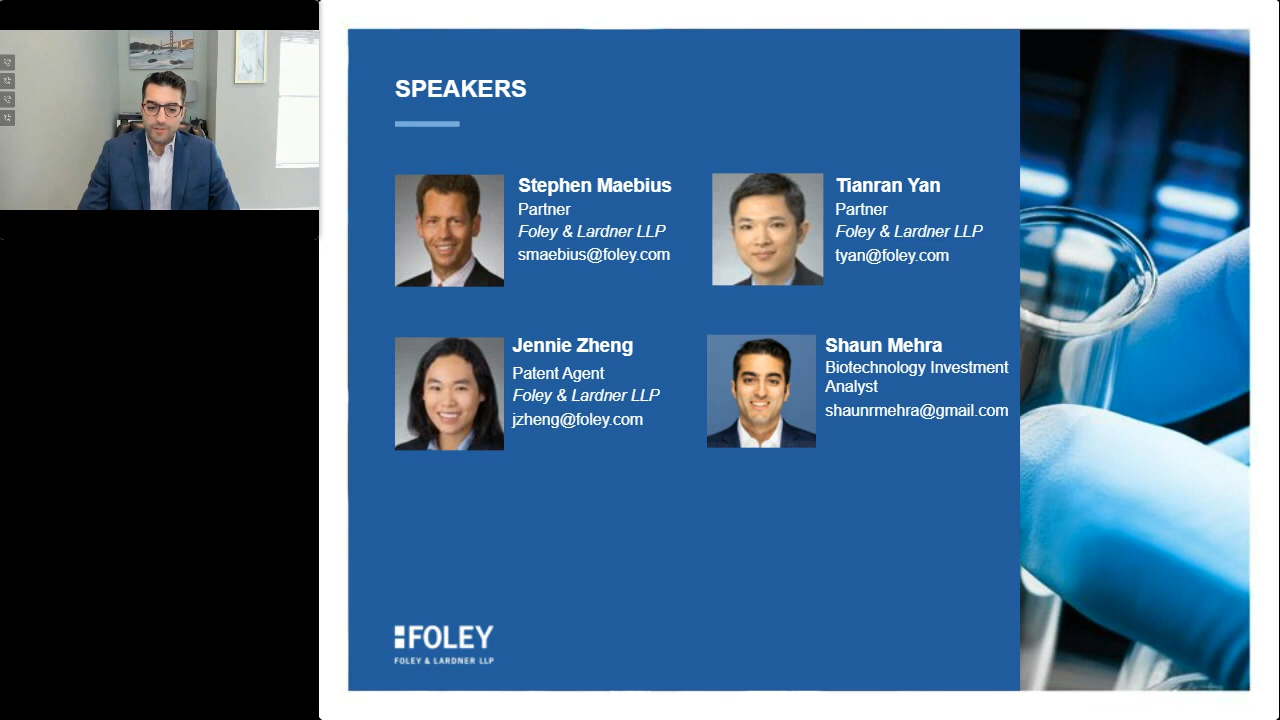 SPEAKERS
Stephen Maebius
Partner
Foley & Lardner LLP
smaebius@foley.com
Tianran Yan
Partner
Foley & Lardner LLP
tyan@foley.com
Jennie Zheng
Patent Agent
Foley & Lardner LLP
jzheng@foley.com
Shaun Mehra
Biotechnology Investment
Analyst
shaunrmehra@gmail.com
FOLEY
FOLEY & LARDNER LLP